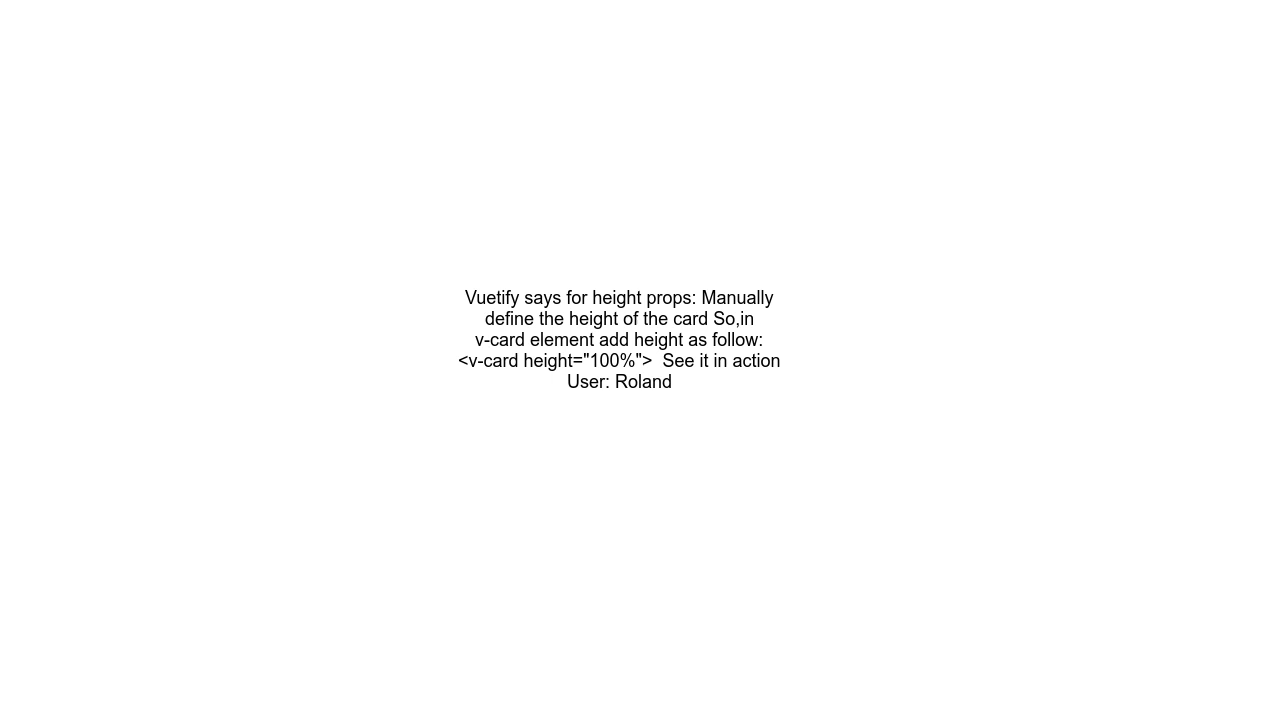 Vuetify says for height props: Manually
define the height of the card So,in
v-card element add height as follow:
<v-card height="100%">  See it in action
User: Roland